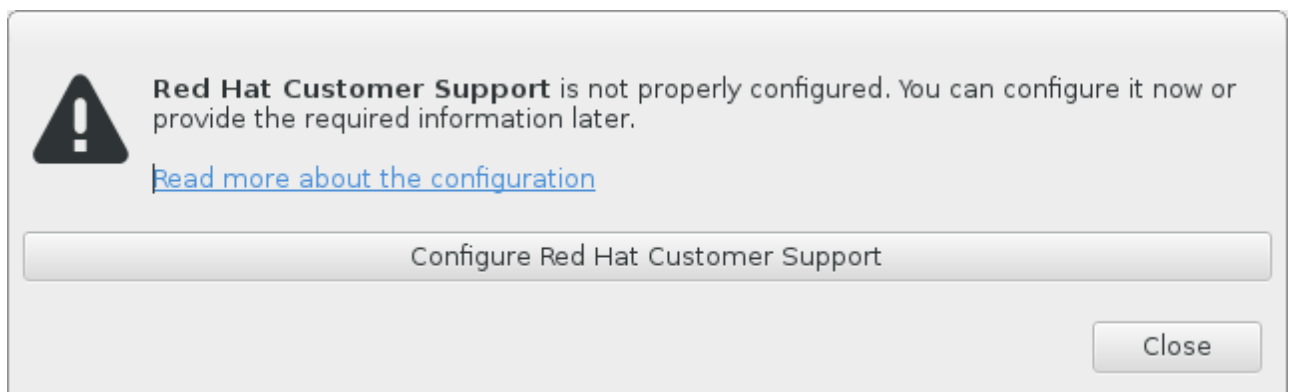 Red Hat Customer Support is not properly configured. You can configure it now or
provide the required information later.
Read more about the configuration
Configure Red Hat Customer Support
Close